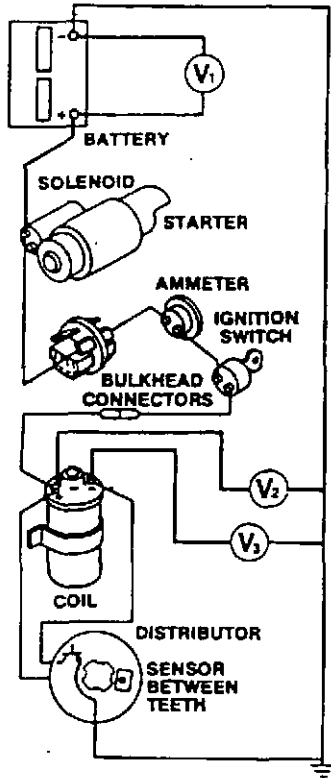 −
V₁
+
BATTERY
SOLENOID
STARTER
AMMETER
IGNITION
SWITCH
BULKHEAD
CONNECTORS
+ −
V₂
V₃
COIL
DISTRIBUTOR
SENSOR
BETWEEN
TEETH